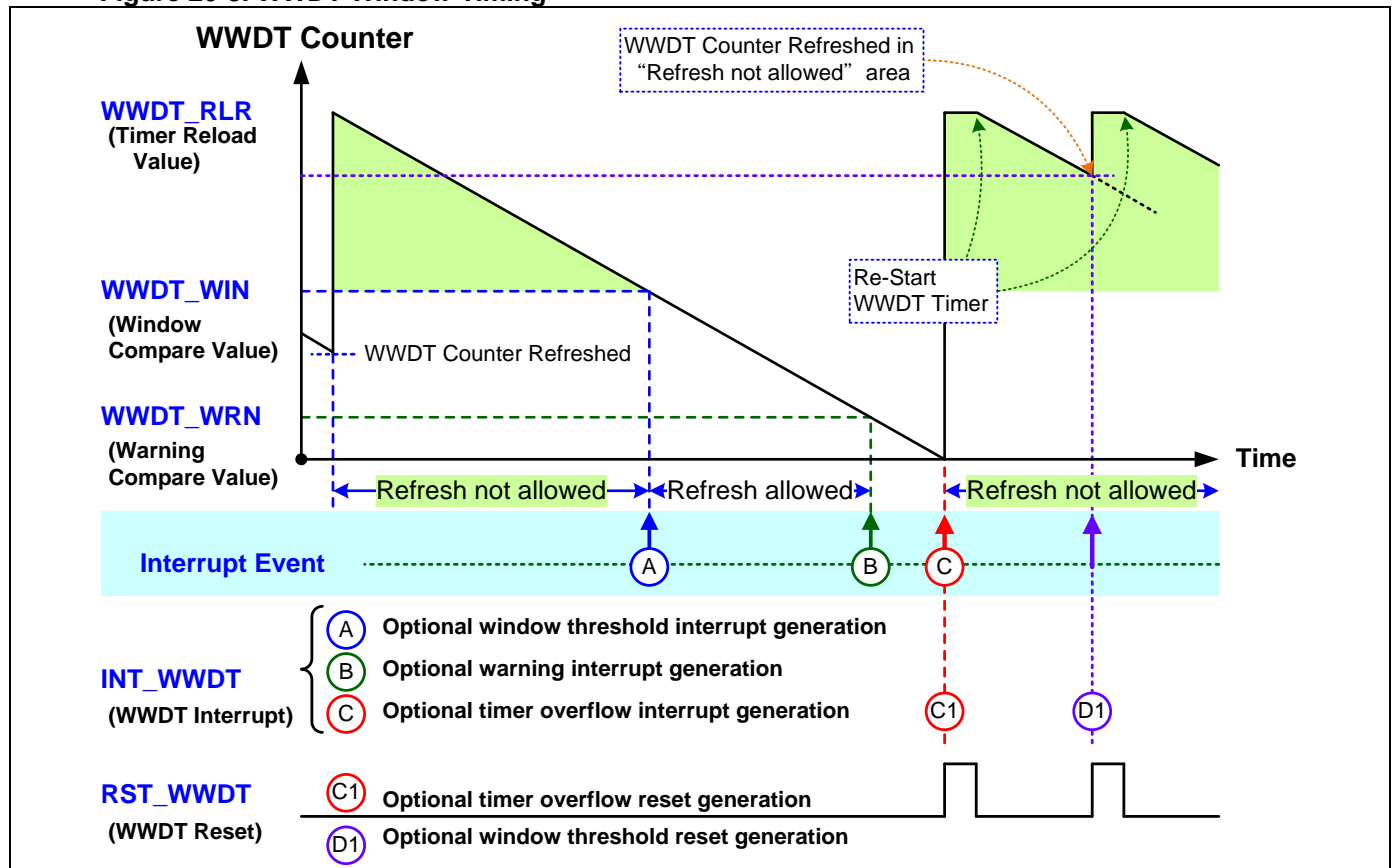 WWDT Counter
WWDT Counter Refreshed in
“Refresh not allowed” area
WWDT_RLR
(Timer Reload
Value)
WWDT_WIN
(Window
Compare Value)
WWDT Counter Refreshed
Re-Start
WWDT Timer
WWDT_WRN
(Warning
Compare Value)
Time
Refresh not allowed
Refresh allowed
Refresh not allowed
Interrupt Event
A
B
C
INT_WWDT
(WWDT Interrupt)
A Optional window threshold interrupt generation
B Optional warning interrupt generation
C Optional timer overflow interrupt generation
C1
D1
RST_WWDT
(WWDT Reset)
C1 Optional timer overflow reset generation
D1 Optional window threshold reset generation